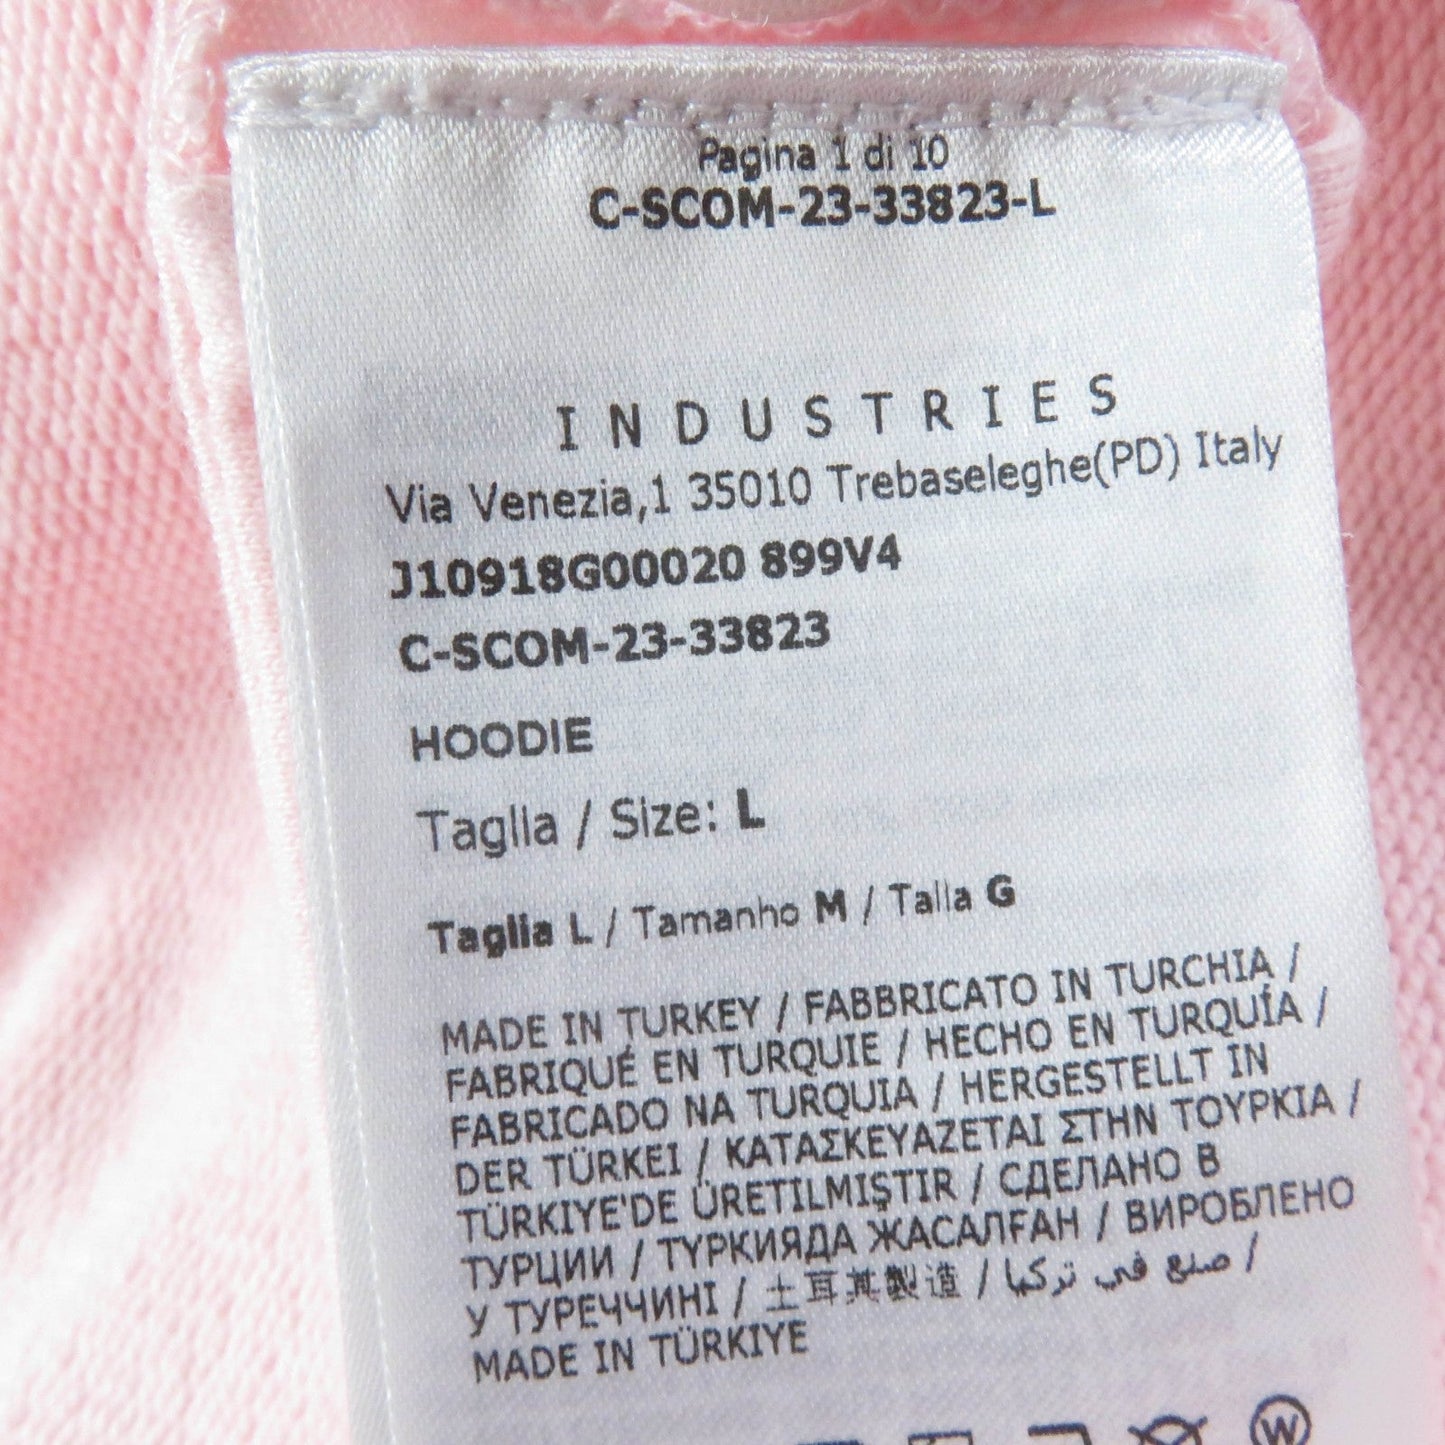 Pagina 1 di 10
C-SCOM-23-33823-L
INDUSTRIES
Via Venezia,1 35010 Trebaseleghe(PD) Italy
J10918G00020 899V4
C-SCOM-23-33823
HOODIE
Taglia / Size: L
Taglia L / Tamanho M / Talla G
MADE IN TURKEY / FABBRICATO IN TURCHIA /
FABRIQUÉ EN TURQUIE / HECHO EN TURQUÍA /
FABRICADO NA TURQUIA / HERGESTELLT IN
DER TÜRKEI / ΚΑΤΑΣΚΕΥΑΖΕΤΑΙ ΣΤΗΝ ΤΟΥΡΚΙΑ /
TÜRKIYE'DE ÜRETILMIŞTIR / СДЕЛАНО В
ТУРЦИИ / ТҮРКИЯДА ЖАСАЛҒАН / ВИРОБЛЕНО
У ТУРЕЧЧИНІ / 土耳其製造 / صنع في تركيا /
MADE IN TÜRKIYE
W